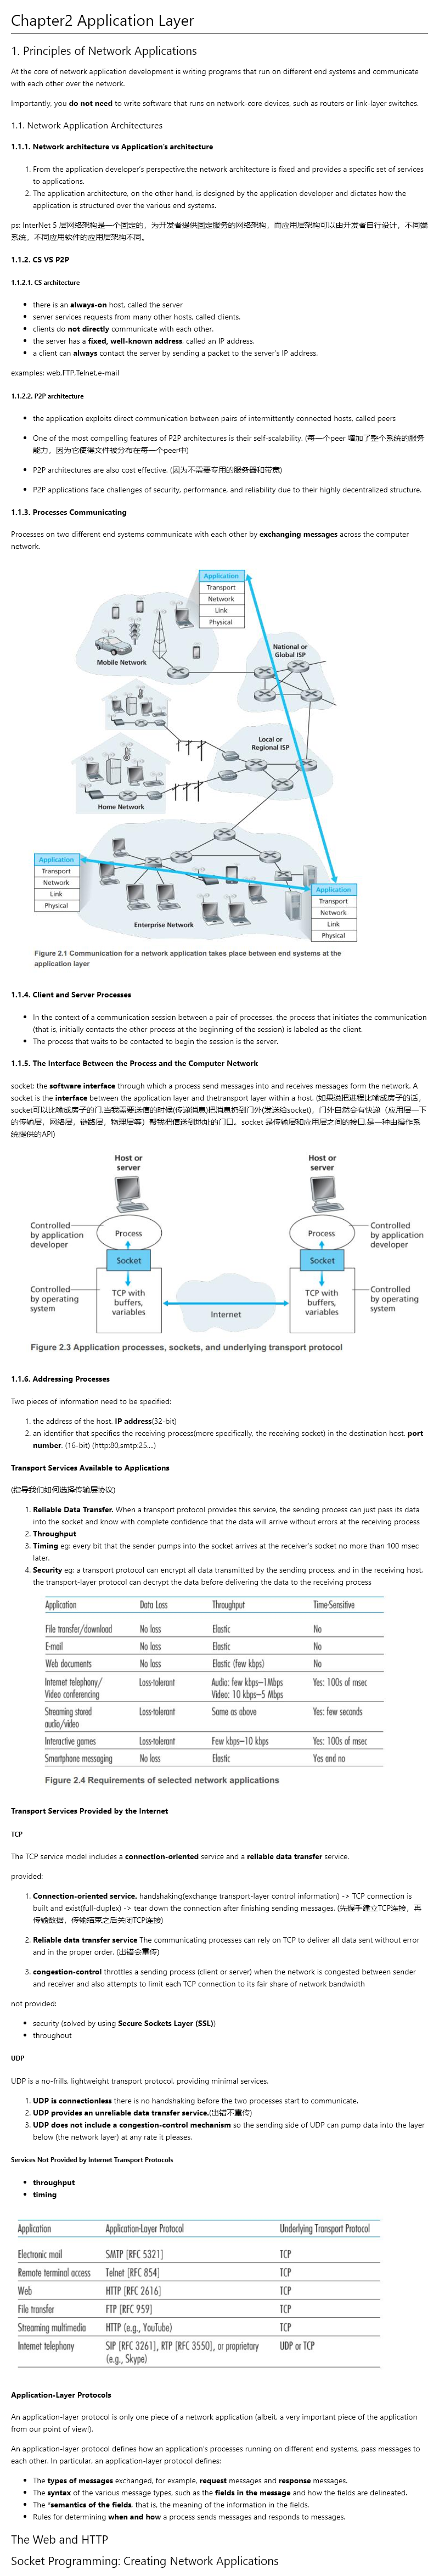 Chapter2 Application Layer
1. Principles of Network Applications
At the core of network application development is writing programs that run on different end systems and communicate
with each other over the network.
Importantly, you do not need to write software that runs on network-core devices, such as routers or link-layer switches.
1.1. Network Application Architectures
1.1.1. Network architecture vs Application's architecture
1. From the application developer's perspective,the network architecture is fixed and provides a specific set of services
to applications.
2. The application architecture, on the other hand, is designed by the application developer and dictates how the
application is structured over the various end systems.
ps: InterNet 5 层网络架构是一个固定的，为开发者提供固定服务的网络架构，而应用层架构可以由开发者自行设计，不同端
系统，不同应用软件的应用层架构不同。
1.1.2. CS VS P2P
1.1.2.1. CS architecture
• there is an always-on host, called the server
• server services requests from many other hosts, called clients.
• clients do not directly communicate with each other.
• the server has a fixed, well-known address, called an IP address.
• a client can always contact the server by sending a packet to the server's IP address.
examples: web,FTP,Telnet,e-mail
1.1.2.2. P2P architecture
• the application exploits direct communication between pairs of intermittently connected hosts, called peers
• One of the most compelling features of P2P architectures is their self-scalability. (每一个peer 增加了整个系统的服务
能力，因为它使得文件被分布在每一个peer中)
• P2P architectures are also cost effective. (因为不需要专用的服务器和带宽)
• P2P applications face challenges of security, performance, and reliability due to their highly decentralized structure.
1.1.3. Processes Communicating
Processes on two different end systems communicate with each other by exchanging messages across the computer
network.
Application
Transport
Network
Link
Physical
National or
Global ISP
Mobile Network
Local or
Regional ISP
Home Network
Application
Transport
Network
Link
Physical
Application
Transport
Network
Link
Physical
Enterprise Network
Figure 2.1 Communication for a network application takes place between end systems at the
application layer
1.1.4. Client and Server Processes
• In the context of a communication session between a pair of processes, the process that initiates the communication
(that is, initially contacts the other process at the beginning of the session) is labeled as the client.
• The process that waits to be contacted to begin the session is the server.
1.1.5. The Interface Between the Process and the Computer Network
socket: the software interface through which a process send messages into and receives messages form the network. A
socket is the interface between the application layer and thetransport layer within a host. (如果说把进程比喻成房子的话，
socket可以比喻成房子的门,当我需要送信的时候(传递消息)把消息扔到门外(发送给socket)，门外自然会有快递（应用层一下
的传输层，网络层，链路层，物理层等）帮我把信送到地址的门口。socket 是传输层和应用层之间的接口,是一种由操作系
统提供的API)
Host or
server
Host or
server
Controlled
by application
developer
Process
Process
Controlled
by application
developer
Socket
Socket
Controlled
by operating
system
TCP with
buffers,
variables
Internet
TCP with
buffers,
variables
Controlled
by operating
system
Figure 2.3 Application processes, sockets, and underlying transport protocol
1.1.6. Addressing Processes
Two pieces of information need to be specified:
1. the address of the host. IP address(32-bit)
2. an identifier that specifies the receiving process(more specifically, the receiving socket) in the destination host. port
number. (16-bit) (http:80,smtp:25....)
Transport Services Available to Applications
(指导我们如何选择传输层协议)
1. Reliable Data Transfer. When a transport protocol provides this service, the sending process can just pass its data
into the socket and know with complete confidence that the data will arrive without errors at the receiving process
2. Throughput
3. Timing eg: every bit that the sender pumps into the socket arrives at the receiver's socket no more than 100 msec
later.
4. Security eg: a transport protocol can encrypt all data transmitted by the sending process, and in the receiving host,
the transport-layer protocol can decrypt the data before delivering the data to the receiving process
Application Data Loss Throughput Time-Sensitive
File transfer/download No loss Elastic No
E-mail No loss Elastic No
Web documents No loss Elastic (few kbps) No
Internet telephony/ Loss-tolerant Audio: few kbps–1Mbps Yes: 100s of msec
Video conferencing Video: 10 kbps–5 Mbps
Streaming stored Loss-tolerant Same as above Yes: few seconds
audio/video
Interactive games Loss-tolerant Few kbps–10 kbps Yes: 100s of msec
Smartphone messaging No loss Elastic Yes and no
Figure 2.4 Requirements of selected network applications
Transport Services Provided by the Internet
TCP
The TCP service model includes a connection-oriented service and a reliable data transfer service.
provided:
1. Connection-oriented service. handshaking(exchange transport-layer control information) -> TCP connection is
built and exist(full-duplex) -> tear down the connection after finishing sending messages. (先握手建立TCP连接，再
传输数据，传输结束之后关闭TCP连接)
2. Reliable data transfer service The communicating processes can rely on TCP to deliver all data sent without error
and in the proper order. (出错会重传)
3. congestion-control throttles a sending process (client or server) when the network is congested between sender
and receiver and also attempts to limit each TCP connection to its fair share of network bandwidth
not provided:
• security (solved by using Secure Sockets Layer (SSL))
• throughout
UDP
UDP is a no-frills, lightweight transport protocol, providing minimal services.
1. UDP is connectionless there is no handshaking before the two processes start to communicate.
2. UDP provides an unreliable data transfer service.(出错不重传)
3. UDP does not include a congestion-control mechanism so the sending side of UDP can pump data into the layer
below (the network layer) at any rate it pleases.
Services Not Provided by Internet Transport Protocols
• throughput
• timing
Application Application-Layer Protocol Underlying Transport Protocol
Electronic mail SMTP [RFC 5321] TCP
Remote terminal access Telnet [RFC 854] TCP
Web HTTP [RFC 2616] TCP
File transfer FTP [RFC 959] TCP
Streaming multimedia HTTP (e.g., YouTube) TCP
Internet telephony SIP [RFC 3261], RTP [RFC 3550], or proprietary UDP or TCP
(e.g., Skype)
Application-Layer Protocols
An application-layer protocol is only one piece of a network application (albeit, a very important piece of the application
from our point of view!).
An application-layer protocol defines how an application's processes running on different end systems, pass messages to
each other. In particular, an application-layer protocol defines:
• The types of messages exchanged, for example, request messages and response messages.
• The syntax of the various message types, such as the fields in the message and how the fields are delineated.
• The *semantics of the fields, that is, the meaning of the information in the fields.
• Rules for determining when and how a process sends messages and responds to messages.
The Web and HTTP
Socket Programming: Creating Network Applications